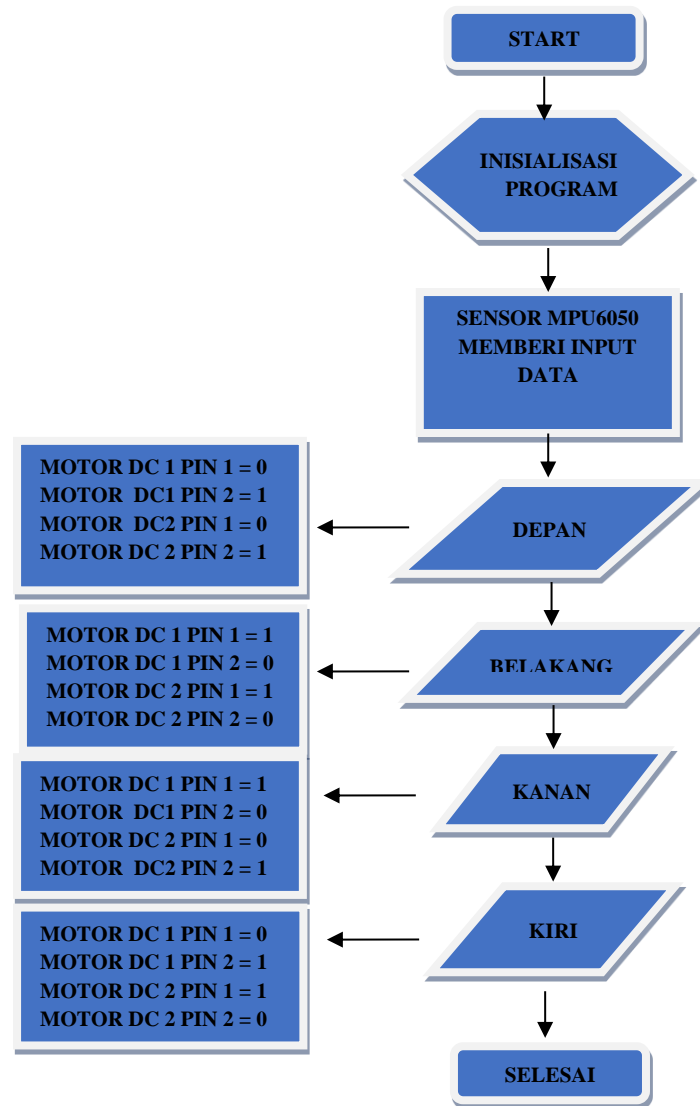 START
INISIALISASI
PROGRAM
SENSOR MPU6050
MEMBERI INPUT
DATA
DEPAN
MOTOR DC 1 PIN 1 = 0
MOTOR DC1 PIN 2 = 1
MOTOR DC2 PIN 1 = 0
MOTOR DC 2 PIN 2 = 1
BELAKANG
MOTOR DC 1 PIN 1 = 1
MOTOR DC 1 PIN 2 = 0
MOTOR DC 2 PIN 1 = 1
MOTOR DC 2 PIN 2 = 0
KANAN
MOTOR DC 1 PIN 1 = 1
MOTOR DC1 PIN 2 = 0
MOTOR DC 2 PIN 1 = 0
MOTOR DC2 PIN 2 = 1
KIRI
MOTOR DC 1 PIN 1 = 0
MOTOR DC 1 PIN 2 = 1
MOTOR DC 2 PIN 1 = 1
MOTOR DC 2 PIN 2 = 0
SELESAI